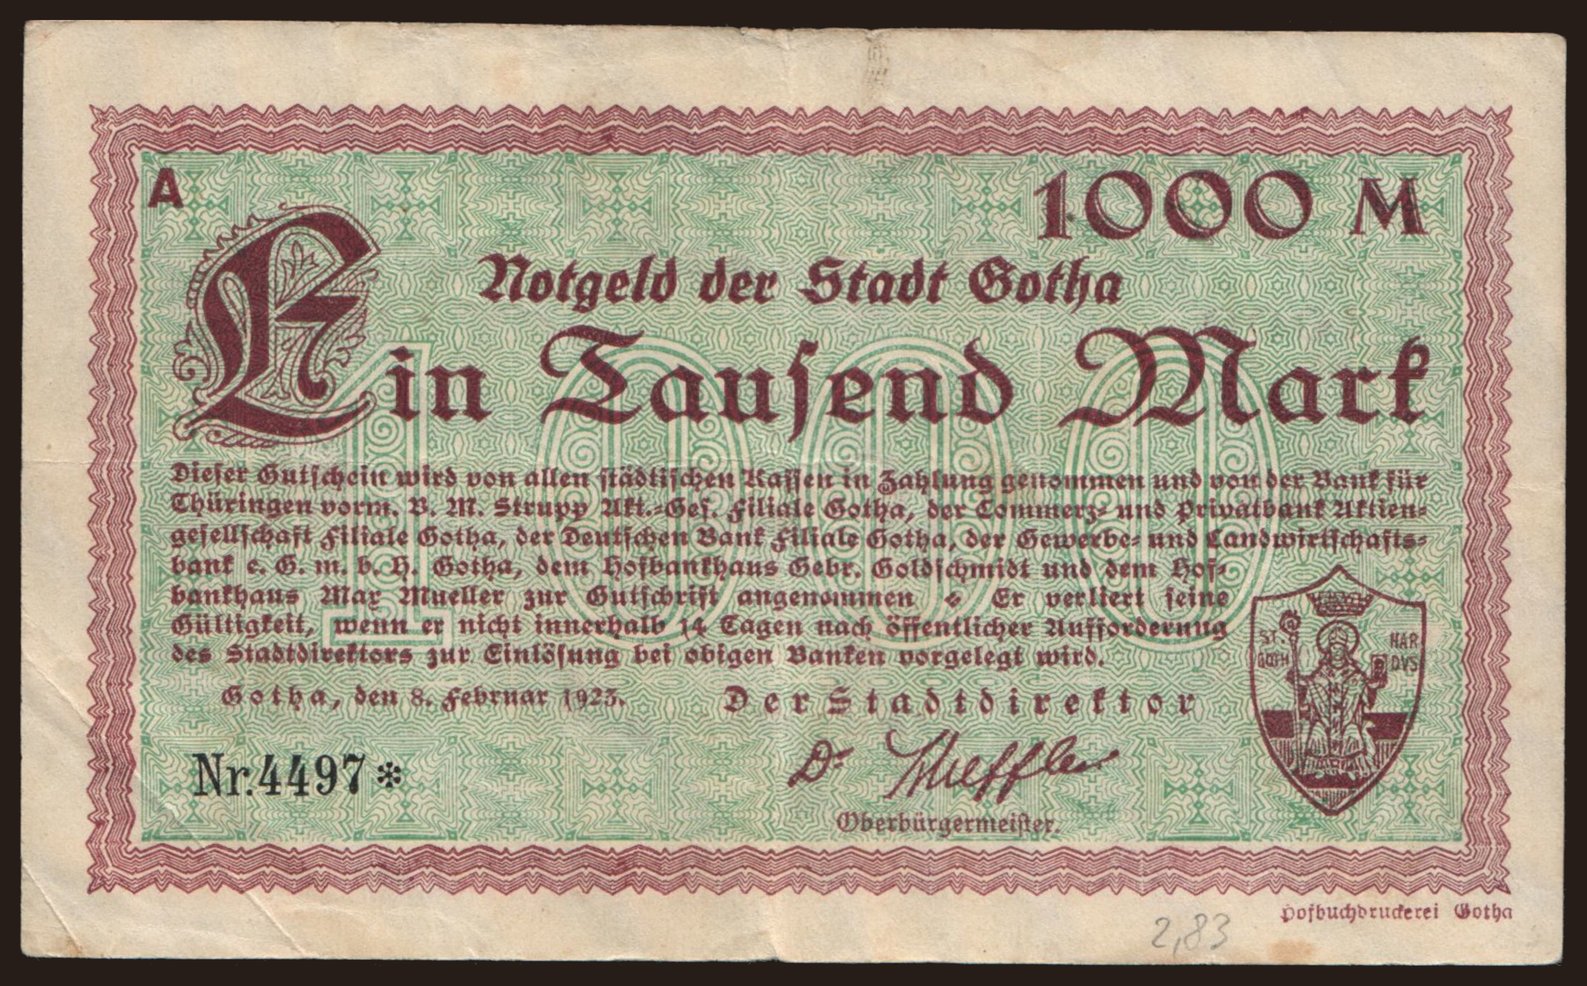 A
1000 M
Notgeld der Stadt Gotha
Ein Tausend Mark
1000
Dieser Gutschein wird von allen städtischen Kassen in Zahlung genommen und von der Bank für
Thüringen vorm. B. M. Strupp Akt.-Ges. Filiale Gotha, der Commerz- und Privatbank Aktien-
gesellschaft Filiale Gotha, der Deutschen Bank Filiale Gotha, der Gewerbe- und Landwirtschafts-
bank e. G. m. b. H. Gotha, dem Hofbankhaus Gebr. Goldschmidt und dem Hof-
bankhaus Max Mueller zur Gutschrift angenommen * Er verliert seine
Gültigkeit, wenn er nicht innerhalb 14 Tagen nach öffentlicher Aufforderung
des Stadtdirektors zur Einlösung bei obigen Banken vorgelegt wird.
Gotha, den 8. Februar 1923.
Der Stadtdirektor
ST. GOTH HAR DVS
Nr.4497*
Dr Scheffler
Oberbürgermeister.
Hofbuchdruckerei Gotha
2,83